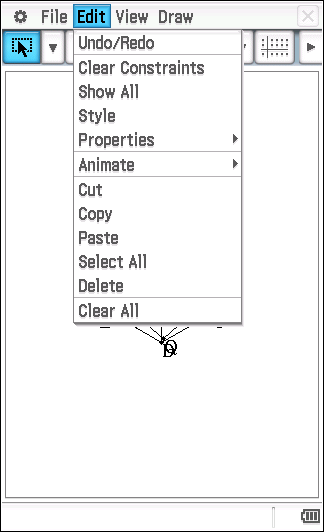 File Edit View Draw
Undo/Redo
Clear Constraints
Show All
Style
Properties
Animate
Cut
Copy
Paste
Select All
Delete
Clear All